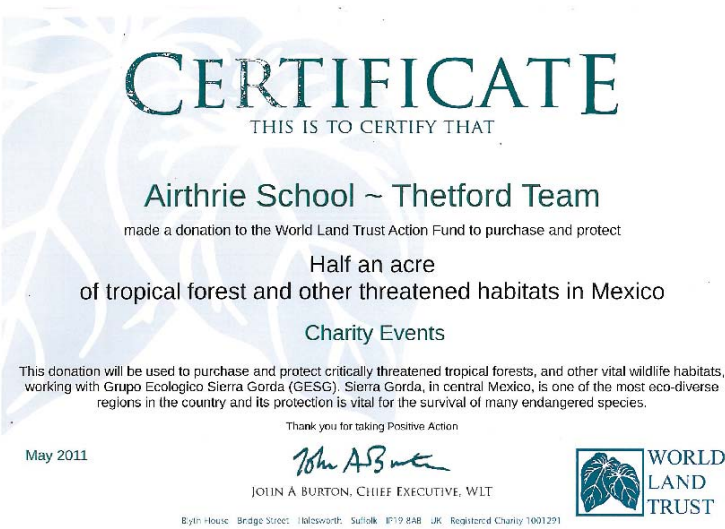 CERTIFICATE
THIS IS TO CERTIFY THAT
Airthrie School ~ Thetford Team
made a donation to the World Land Trust Action Fund to purchase and protect
Half an acre
of tropical forest and other threatened habitats in Mexico
Charity Events
This donation will be used to purchase and protect critically threatened tropical forests, and other vital wildlife habitats,
working with Grupo Ecologico Sierra Gorda (GESG). Sierra Gorda, in central Mexico, is one of the most eco-diverse
regions in the country and its protection is vital for the survival of many endangered species.
Thank you for taking Positive Action
May 2011
John A Burton
JOHN A BURTON, CHIEF EXECUTIVE, WLT
WORLD
LAND
TRUST
Blyth House Bridge Street Halesworth Suffolk IP19 8AB UK Registered Charity 1001291